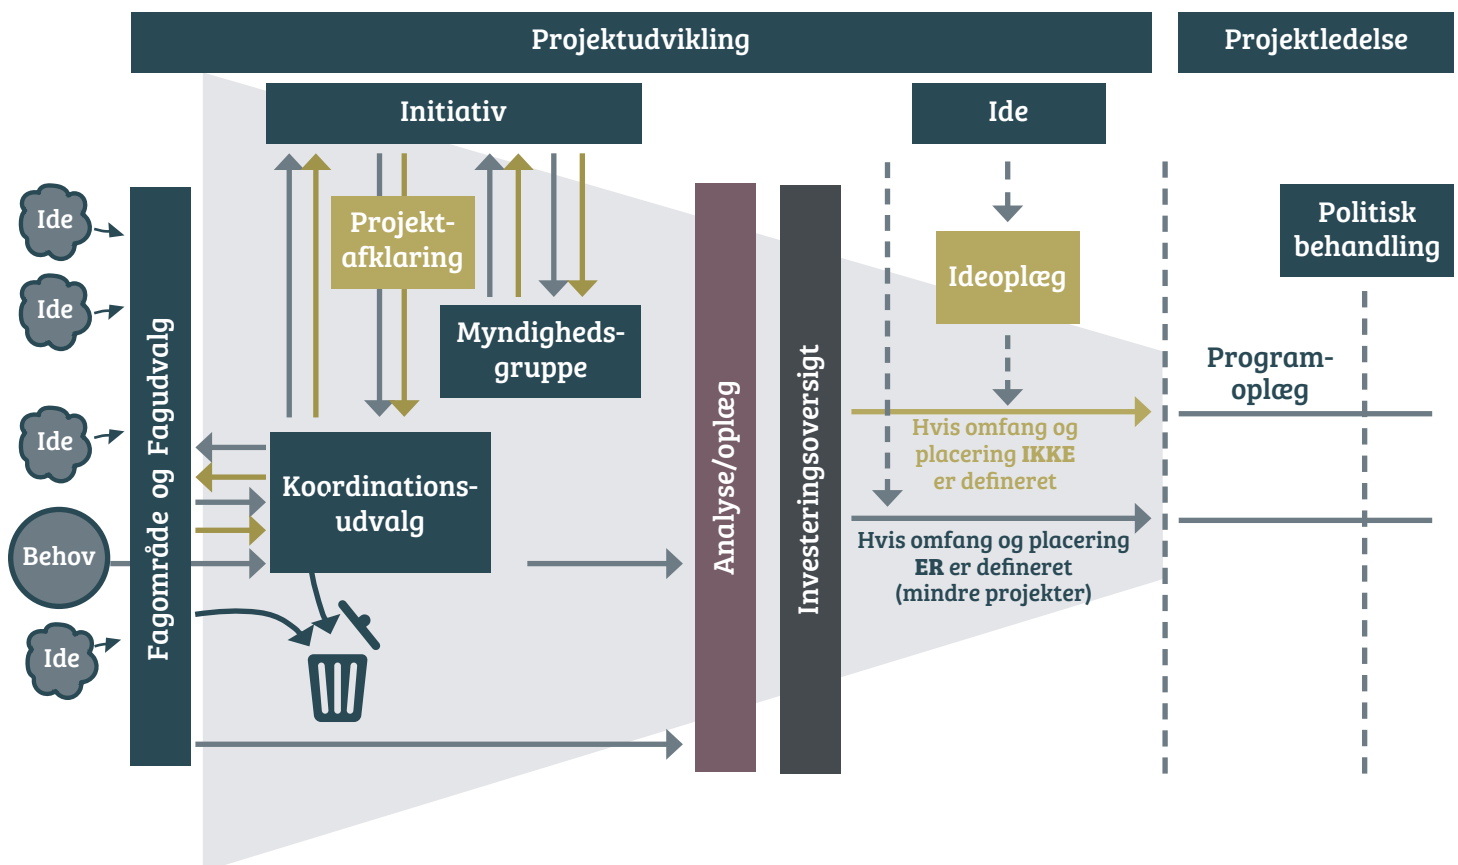 Projektudvikling
Projektledelse
Initiativ
Ide
Ide
Ide
Ide
Behov
Ide
Fagområde og Fagudvalg
Projekt-
afklaring
Myndigheds-
gruppe
Koordinations-
udvalg
Analyse/oplæg
Investeringsoversigt
Ideoplæg
Hvis omfang og
placering IKKE
er defineret
Hvis omfang og placering
ER er defineret
(mindre projekter)
Program-
oplæg
Politisk
behandling